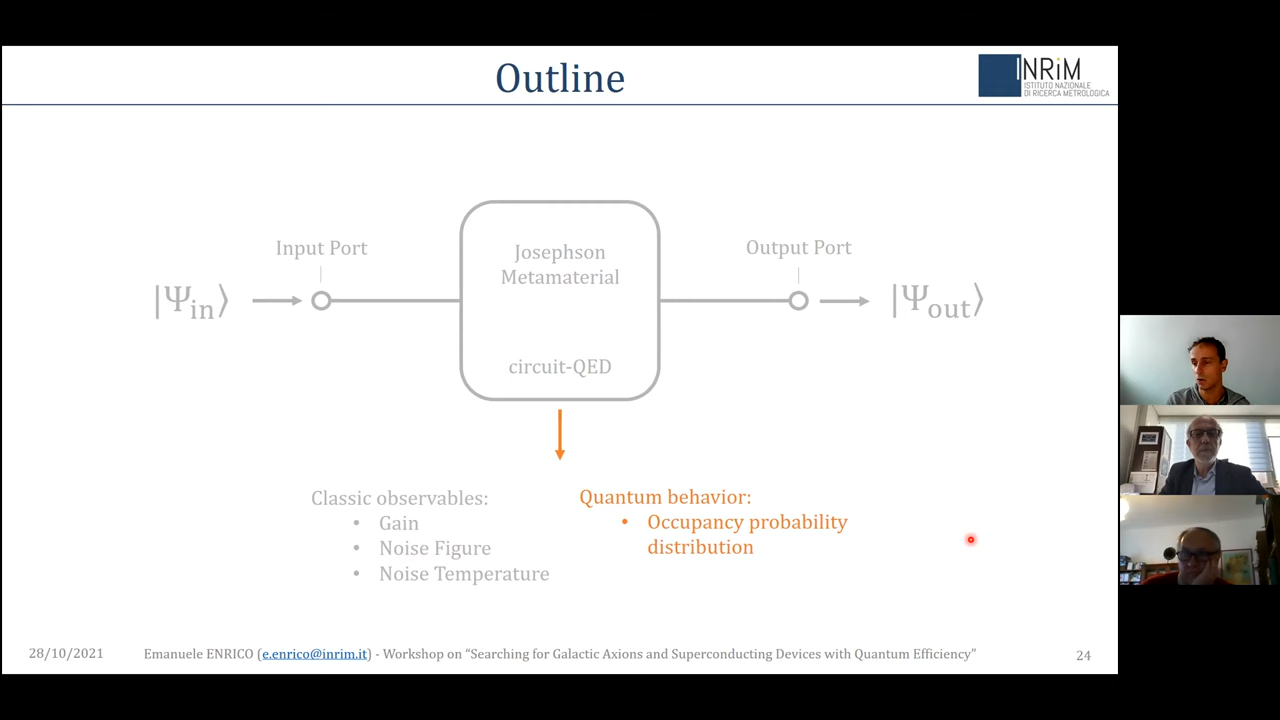 Outline
INRiM
ISTITUTO NAZIONALE
DI RICERCA METROLOGICA
Input Port
Output Port
Josephson
Metamaterial
|Ψin⟩
|Ψout⟩
circuit-QED
Classic observables:
• Gain
• Noise Figure
• Noise Temperature
Quantum behavior:
• Occupancy probability
distribution
28/10/2021
Emanuele ENRICO (e.enrico@inrim.it) - Workshop on “Searching for Galactic Axions and Superconducting Devices with Quantum Efficiency”
24